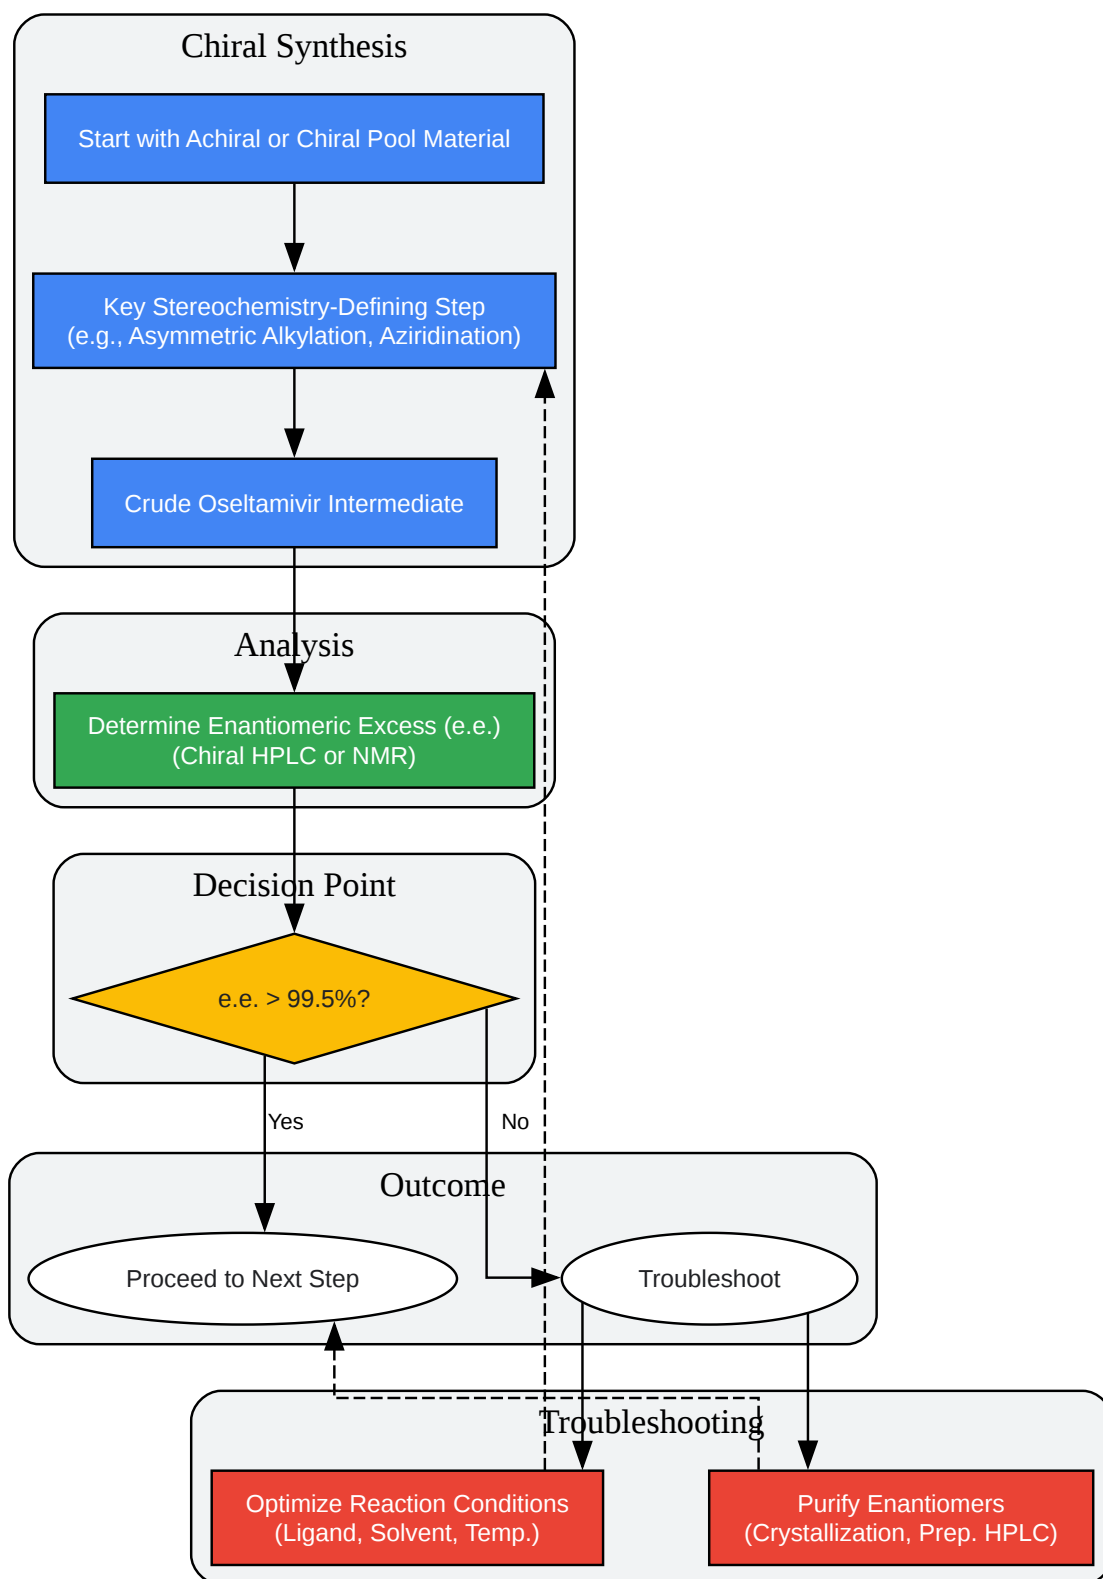 Chiral Synthesis
Start with Achiral or Chiral Pool Material
Key Stereochemistry-Defining Step
(e.g., Asymmetric Alkylation, Aziridination)
Crude Oseltamivir Intermediate
Analysis
Determine Enantiomeric Excess (e.e.)
(Chiral HPLC or NMR)
Decision Point
e.e. > 99.5%?
Yes
No
Outcome
Proceed to Next Step
Troubleshoot
Troubleshooting
Optimize Reaction Conditions
(Ligand, Solvent, Temp.)
Purify Enantiomers
(Crystallization, Prep. HPLC)